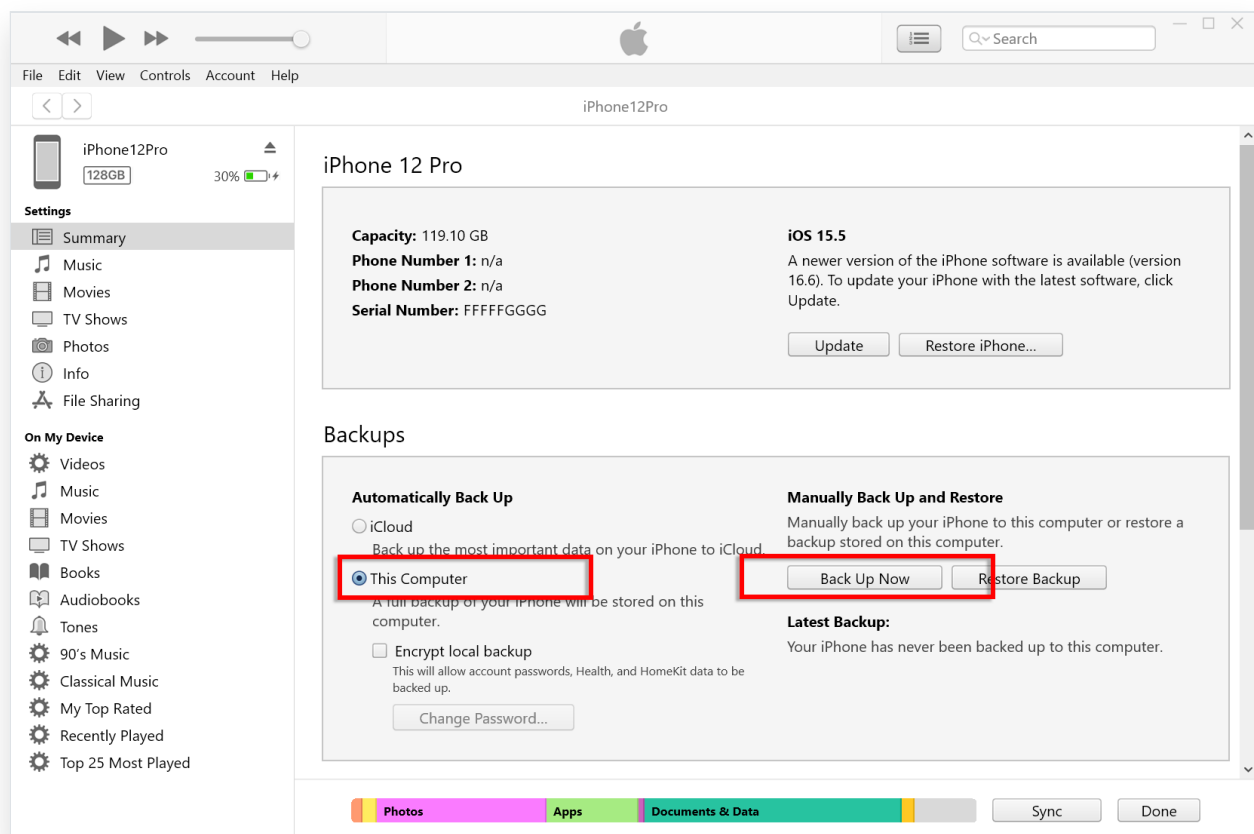 Search
File Edit View Controls Account Help
iPhone12Pro
iPhone12Pro
128GB
30%
Settings
Summary
Music
Movies
TV Shows
Photos
Info
File Sharing
On My Device
Videos
Music
Movies
TV Shows
Books
Audiobooks
Tones
90's Music
Classical Music
My Top Rated
Recently Played
Top 25 Most Played
iPhone 12 Pro
Capacity: 119.10 GB
Phone Number 1: n/a
Phone Number 2: n/a
Serial Number: FFFFFGGGG
iOS 15.5
A newer version of the iPhone software is available (version
16.6). To update your iPhone with the latest software, click
Update.
Update
Restore iPhone...
Backups
Automatically Back Up
iCloud
Back up the most important data on your iPhone to iCloud.
This Computer
A full backup of your iPhone will be stored on this
computer.
Encrypt local backup
This will allow account passwords, Health, and HomeKit data to be
backed up.
Change Password...
Manually Back Up and Restore
Manually back up your iPhone to this computer or restore a
backup stored on this computer.
Back Up Now
Restore Backup
Latest Backup:
Your iPhone has never been backed up to this computer.
Photos
Apps
Documents & Data
Sync
Done